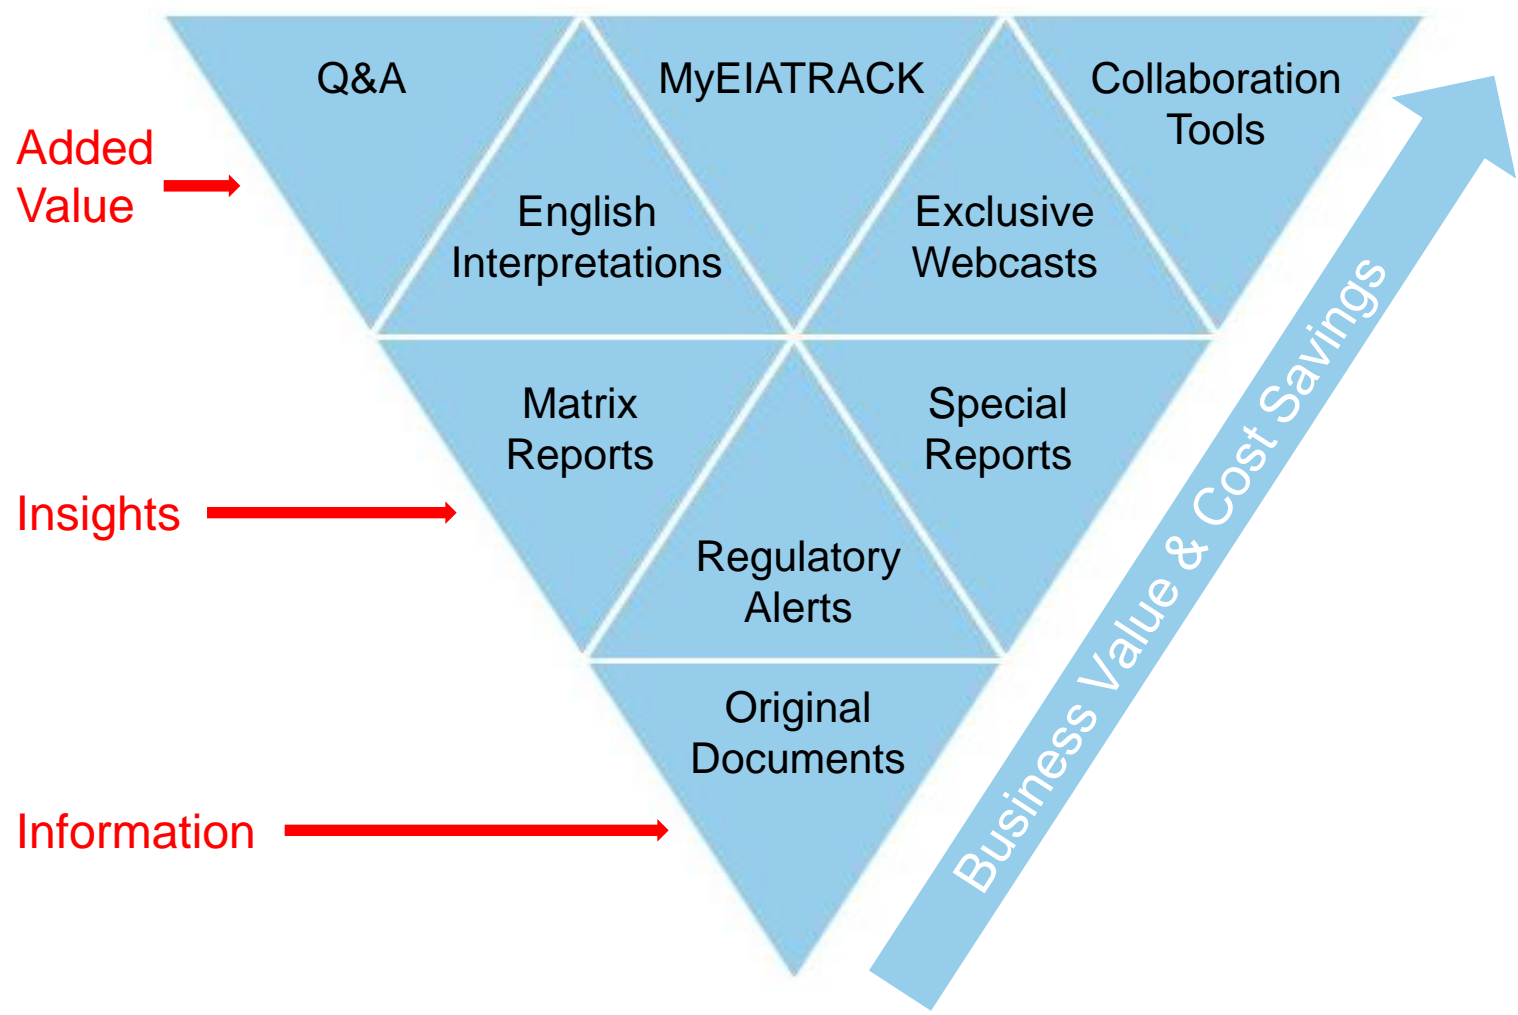 Q&A
MyEIATRACK
Collaboration
Tools
Added
Value
English
Interpretations
Exclusive
Webcasts
Matrix
Reports
Special
Reports
Insights
Regulatory
Alerts
Original
Documents
Information
Business Value & Cost Savings